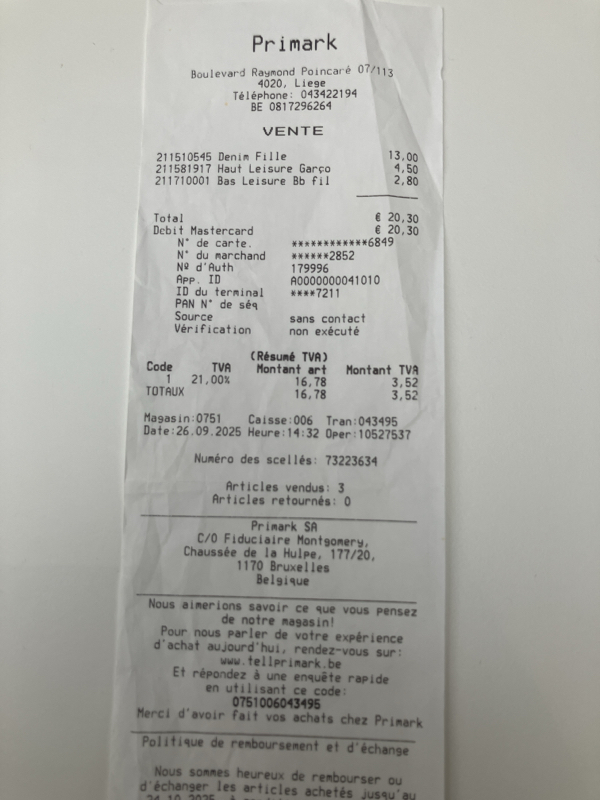 Primark
Boulevard Raymond Poincaré 07/113
4020, Liege
Téléphone: 043422194
BE 0817296264
VENTE
211510545 Denim Fille 13,00
211581917 Haut Leisure Garço 4,50
211710001 Bas Leisure Bb fil 2,80
Total € 20,30
Debit Mastercard € 20,30
N° de carte. ************6849
N° du marchand ******2852
Nº d'Auth 179996
App. ID A0000000041010
ID du terminal ****7211
PAN N° de séq
Source sans contact
Vérification non exécuté
(Résumé TVA)
Code TVA Montant art Montant TVA
1 21,00% 16,78 3,52
TOTAUX 16,78 3,52
Magasin:0751 Caisse:006 Tran:043495
Date:26.09.2025 Heure:14:32 Oper:10527537
Numéro des scellés: 73223634
Articles vendus: 3
Articles retournés: 0
Primark SA
C/O Fiduciaire Montgomery,
Chaussée de la Hulpe, 177/20,
1170 Bruxelles
Belgique
Nous aimerions savoir ce que vous pensez
de notre magasin!
Pour nous parler de votre expérience
d'achat aujourd'hui, rendez-vous sur:
www.tellprimark.be
Et répondez à une enquête rapide
en utilisant ce code:
0751006043495
Merci d'avoir fait vos achats chez Primark
Politique de remboursement et d'échange
Nous sommes heureux de rembourser ou
d'échanger les articles achetés jusqu'au
24.10.2025